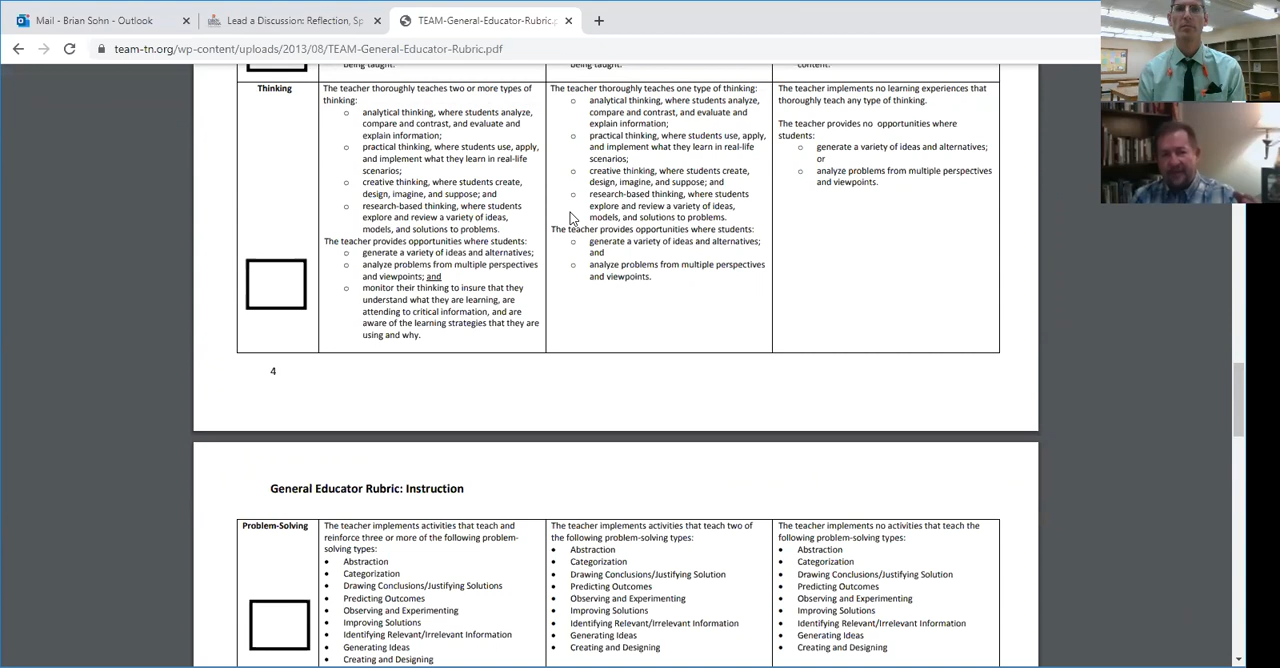 Mail - Brian Sohn - Outlook
Lead a Discussion: Reflection, Sp
TEAM-General-Educator-Rubric.p
team-tn.org/wp-content/uploads/2013/08/TEAM-General-Educator-Rubric.pdf
being taught.
being taught.
content.
Thinking
The teacher thoroughly teaches two or more types of
thinking:
o analytical thinking, where students analyze,
compare and contrast, and evaluate and
explain information;
o practical thinking, where students use, apply,
and implement what they learn in real-life
scenarios;
o creative thinking, where students create,
design, imagine, and suppose; and
o research-based thinking, where students
explore and review a variety of ideas,
models, and solutions to problems.
The teacher provides opportunities where students:
o generate a variety of ideas and alternatives;
o analyze problems from multiple perspectives
and viewpoints; and
o monitor their thinking to insure that they
understand what they are learning, are
attending to critical information, and are
aware of the learning strategies that they are
using and why.
The teacher thoroughly teaches one type of thinking:
o analytical thinking, where students analyze,
compare and contrast, and evaluate and
explain information;
o practical thinking, where students use, apply,
and implement what they learn in real-life
scenarios;
o creative thinking, where students create,
design, imagine, and suppose; and
o research-based thinking, where students
explore and review a variety of ideas,
models, and solutions to problems.
The teacher provides opportunities where students:
o generate a variety of ideas and alternatives;
and
o analyze problems from multiple perspectives
and viewpoints.
The teacher implements no learning experiences that
thoroughly teach any type of thinking.
The teacher provides no opportunities where
students:
o generate a variety of ideas and alternatives;
or
o analyze problems from multiple perspectives
and viewpoints.
4
General Educator Rubric: Instruction
Problem-Solving
The teacher implements activities that teach and
reinforce three or more of the following problem-
solving types:
• Abstraction
• Categorization
• Drawing Conclusions/Justifying Solutions
• Predicting Outcomes
• Observing and Experimenting
• Improving Solutions
• Identifying Relevant/Irrelevant Information
• Generating Ideas
• Creating and Designing
The teacher implements activities that teach two of
the following problem-solving types:
• Abstraction
• Categorization
• Drawing Conclusions/Justifying Solution
• Predicting Outcomes
• Observing and Experimenting
• Improving Solutions
• Identifying Relevant/Irrelevant Information
• Generating Ideas
• Creating and Designing
The teacher implements no activities that teach the
following problem-solving types:
• Abstraction
• Categorization
• Drawing Conclusions/Justifying Solution
• Predicting Outcomes
• Observing and Experimenting
• Improving Solutions
• Identifying Relevant/Irrelevant Information
• Generating Ideas
• Creating and Designing